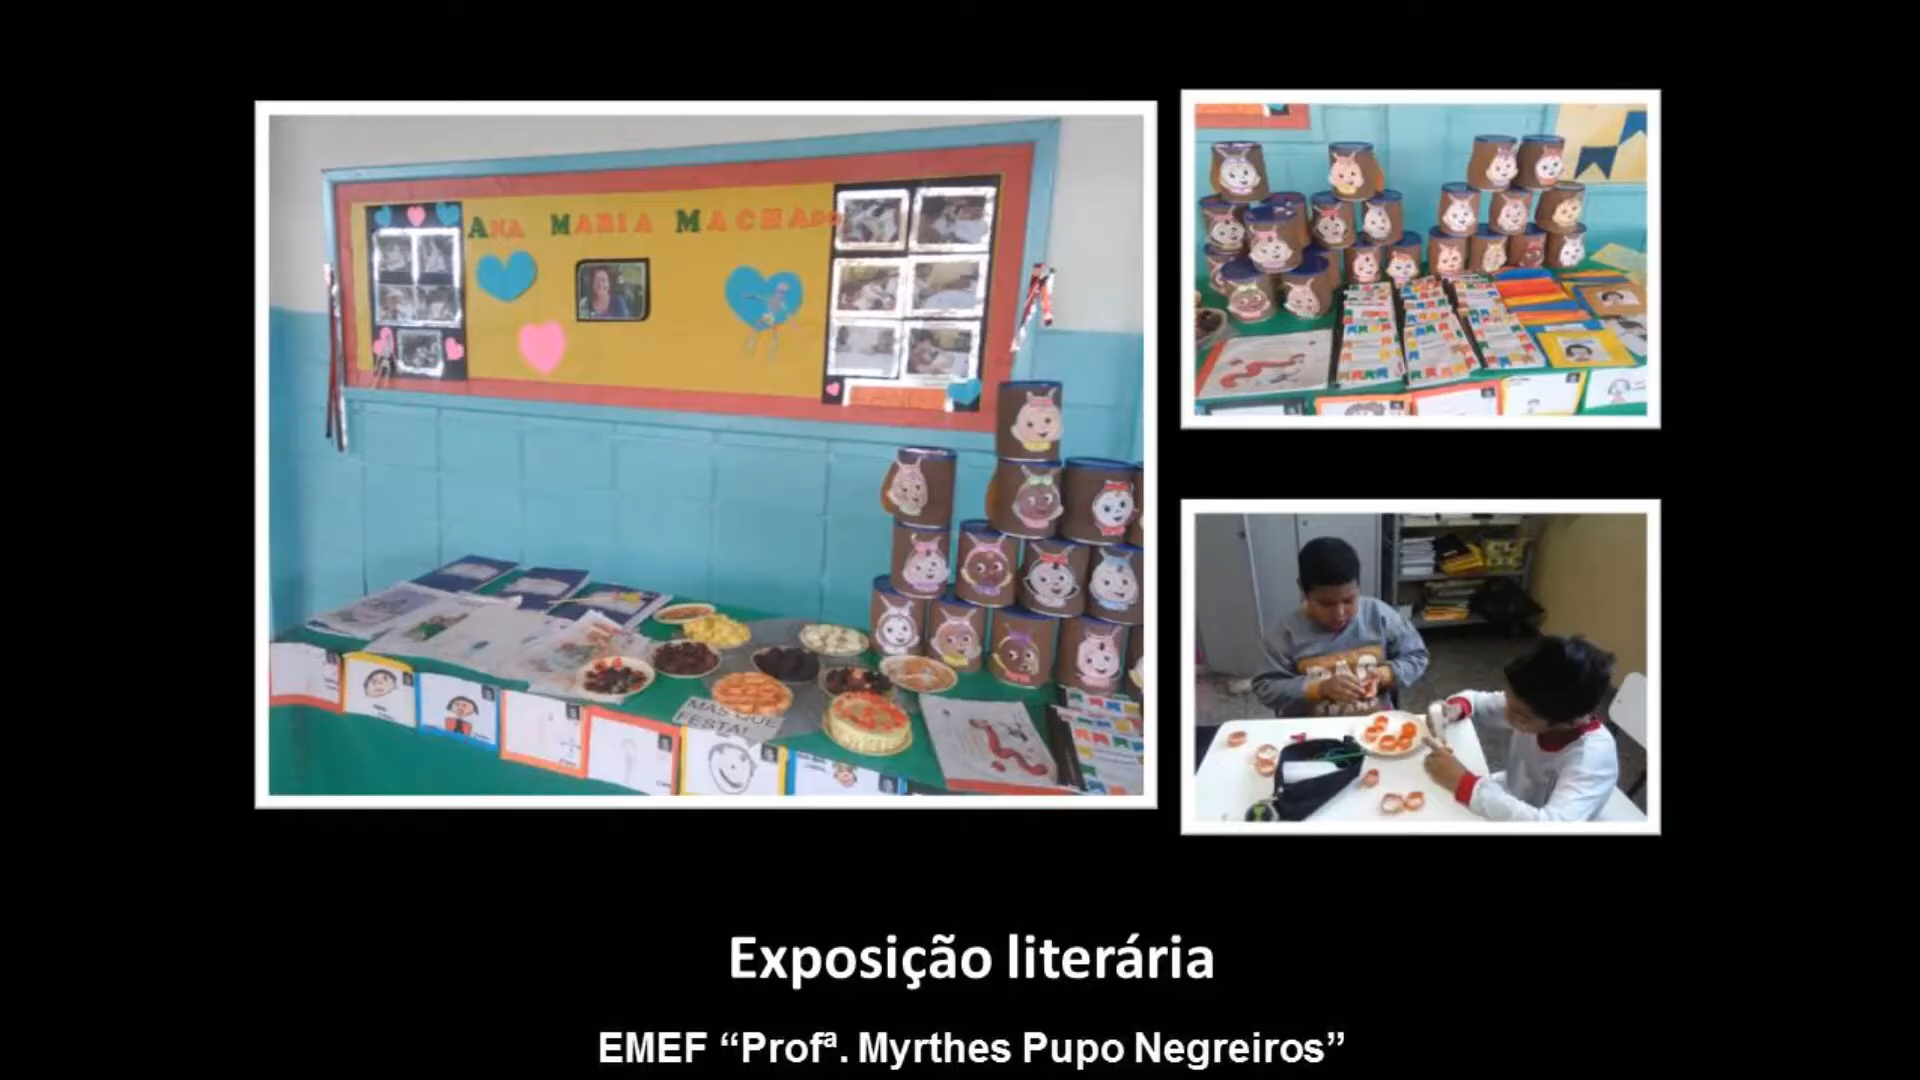 ANA MARIA MACHADO
MAS QUE
FESTA!
Exposição literária
EMEF “Profª. Myrthes Pupo Negreiros”